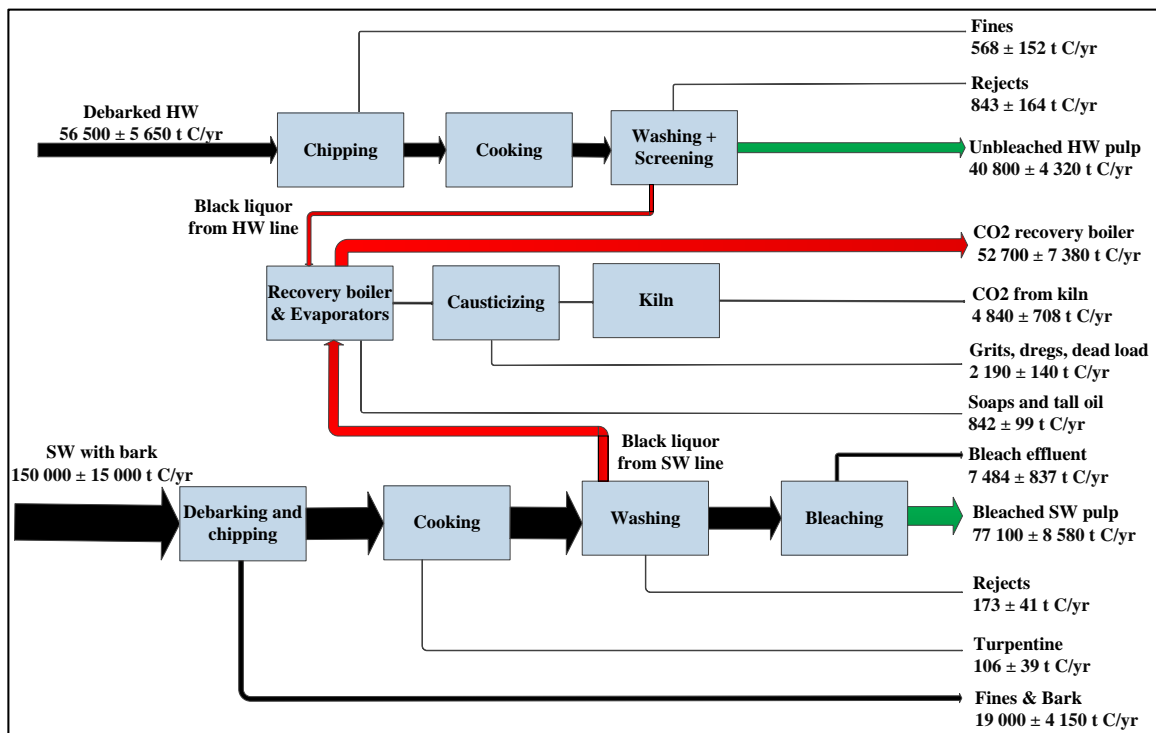 Fines
568 ± 152 t C/yr
Rejects
843 ± 164 t C/yr
Debarked HW
56 500 ± 5 650 t C/yr
Chipping
Cooking
Washing +
Screening
Unbleached HW pulp
40 800 ± 4 320 t C/yr
Black liquor
from HW line
CO2 recovery boiler
52 700 ± 7 380 t C/yr
Recovery boiler
& Evaporators
Causticizing
Kiln
CO2 from kiln
4 840 ± 708 t C/yr
Grits, dregs, dead load
2 190 ± 140 t C/yr
Soaps and tall oil
842 ± 99 t C/yr
SW with bark
150 000 ± 15 000 t C/yr
Black liquor
from SW line
Bleach effluent
7 484 ± 837 t C/yr
Debarking and
chipping
Cooking
Washing
Bleaching
Bleached SW pulp
77 100 ± 8 580 t C/yr
Rejects
173 ± 41 t C/yr
Turpentine
106 ± 39 t C/yr
Fines & Bark
19 000 ± 4 150 t C/yr